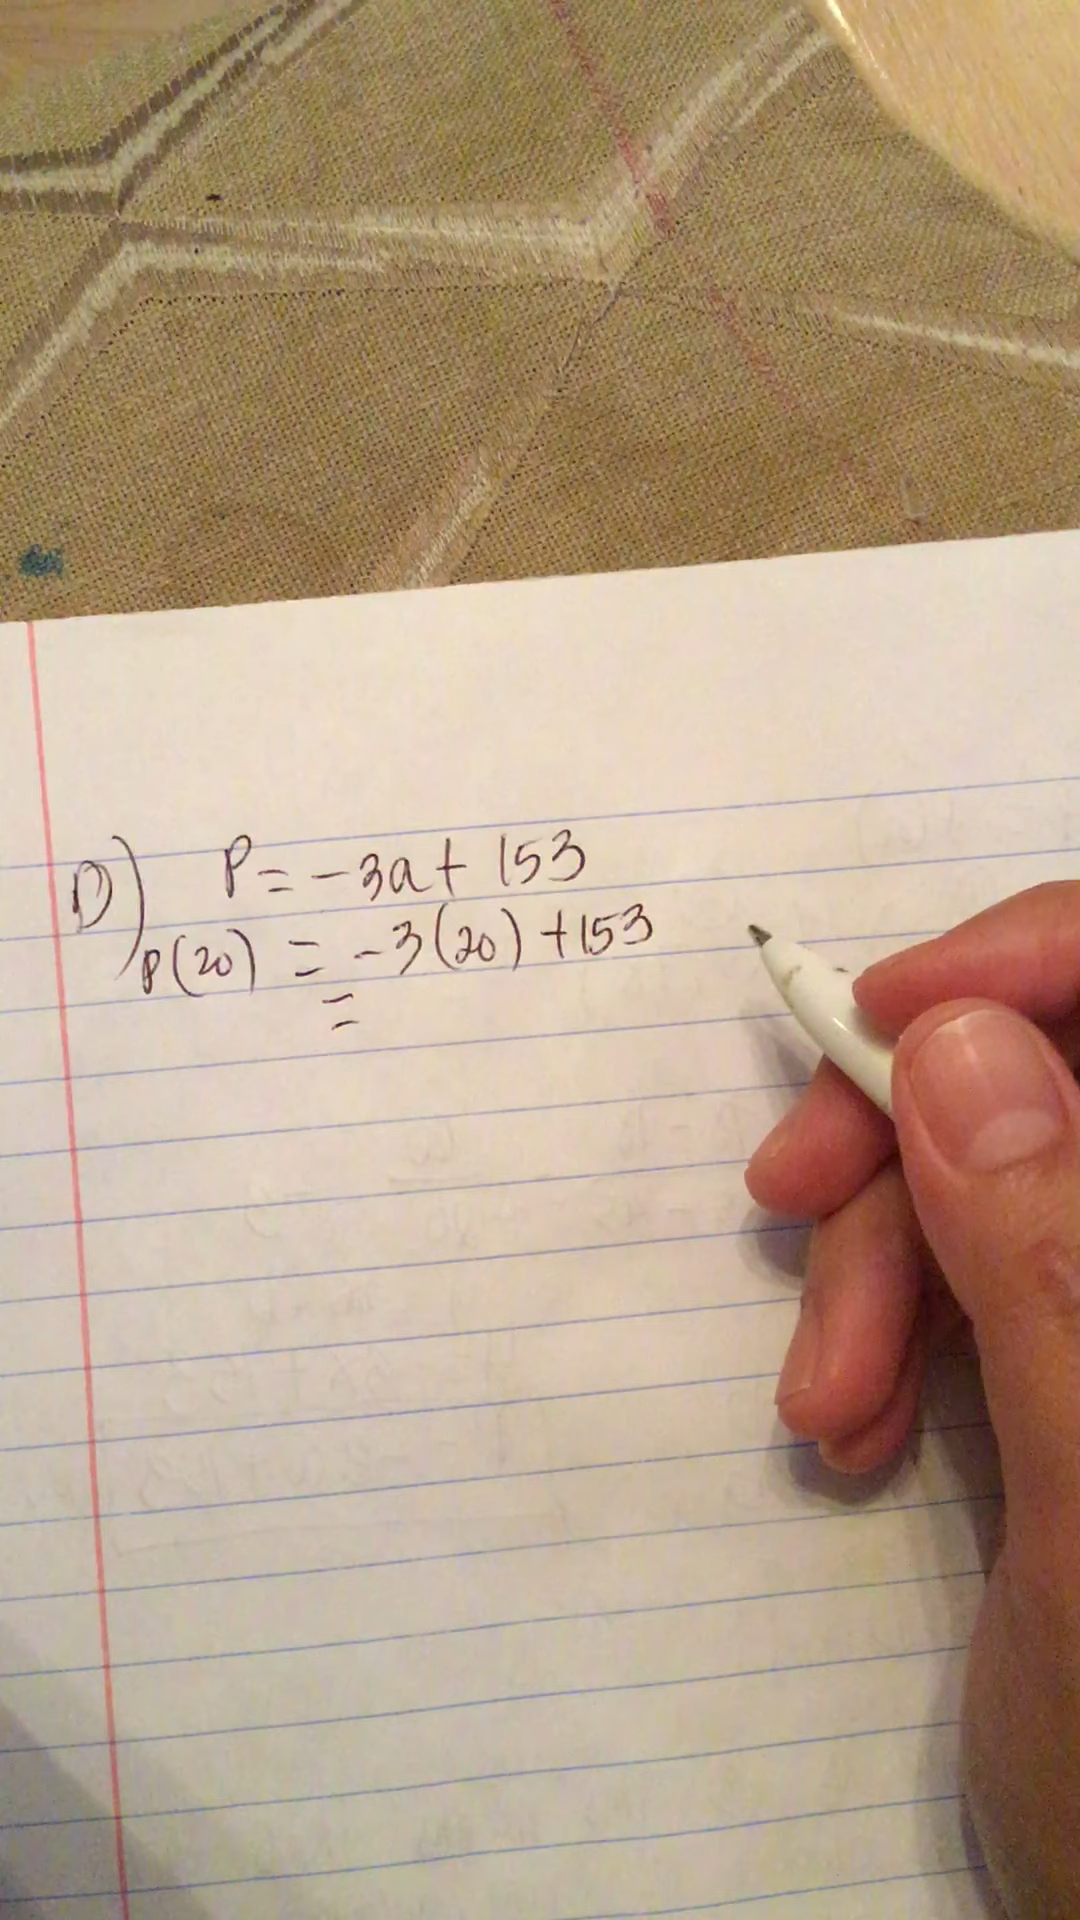 D) P = -3a + 153
P(20) = -3(20) + 153
=